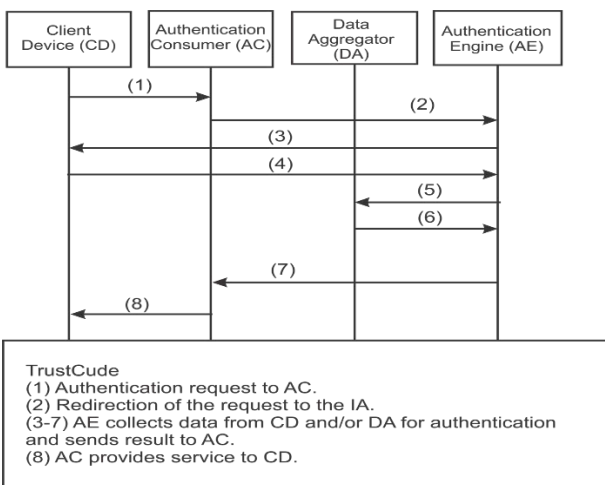 Client
Device (CD)
Authentication
Consumer (AC)
Data
Aggregator
(DA)
Authentication
Engine (AE)
(1)
(2)
(3)
(4)
(5)
(6)
(7)
(8)
TrustCude
(1) Authentication request to AC.
(2) Redirection of the request to the IA.
(3-7) AE collects data from CD and/or DA for authentication
and sends result to AC.
(8) AC provides service to CD.